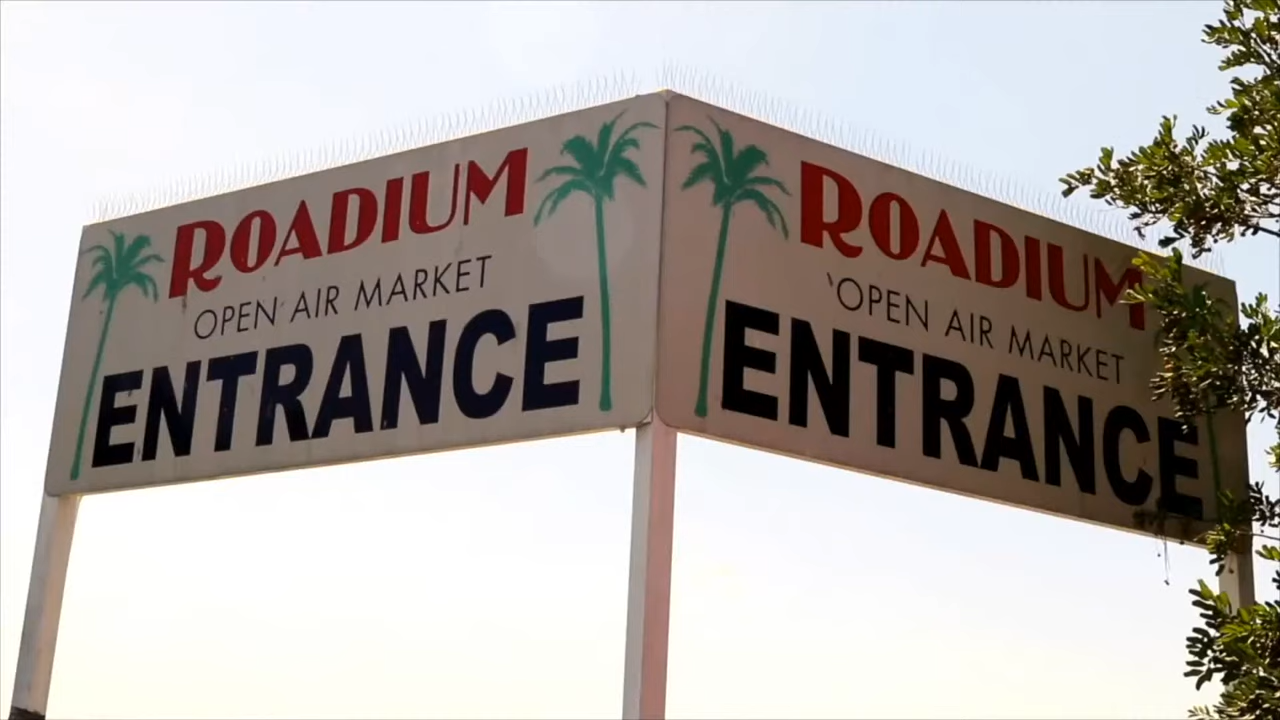 ROADIUM
OPEN AIR MARKET
ENTRANCE
ROADIUM
OPEN AIR MARKET
ENTRANCE